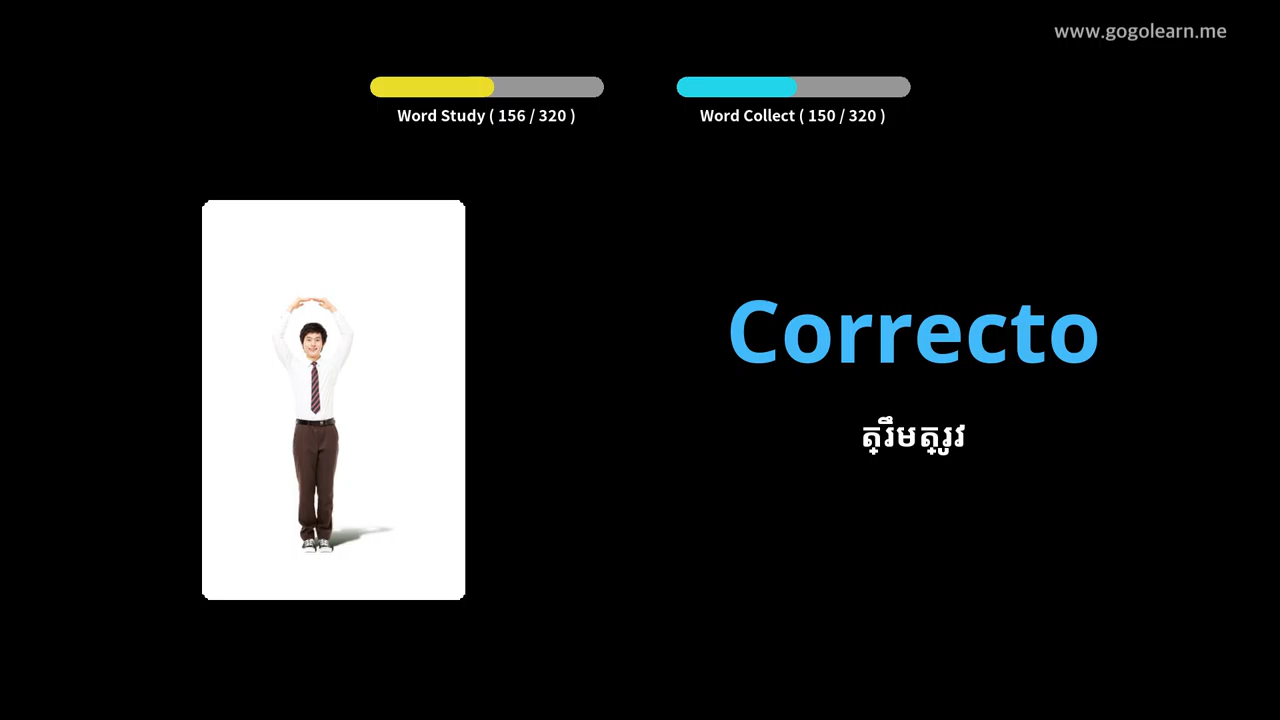 www.gogolearn.me
Word Study ( 156 / 320 )
Word Collect ( 150 / 320 )
Correcto
ត្រឹមត្រូវ